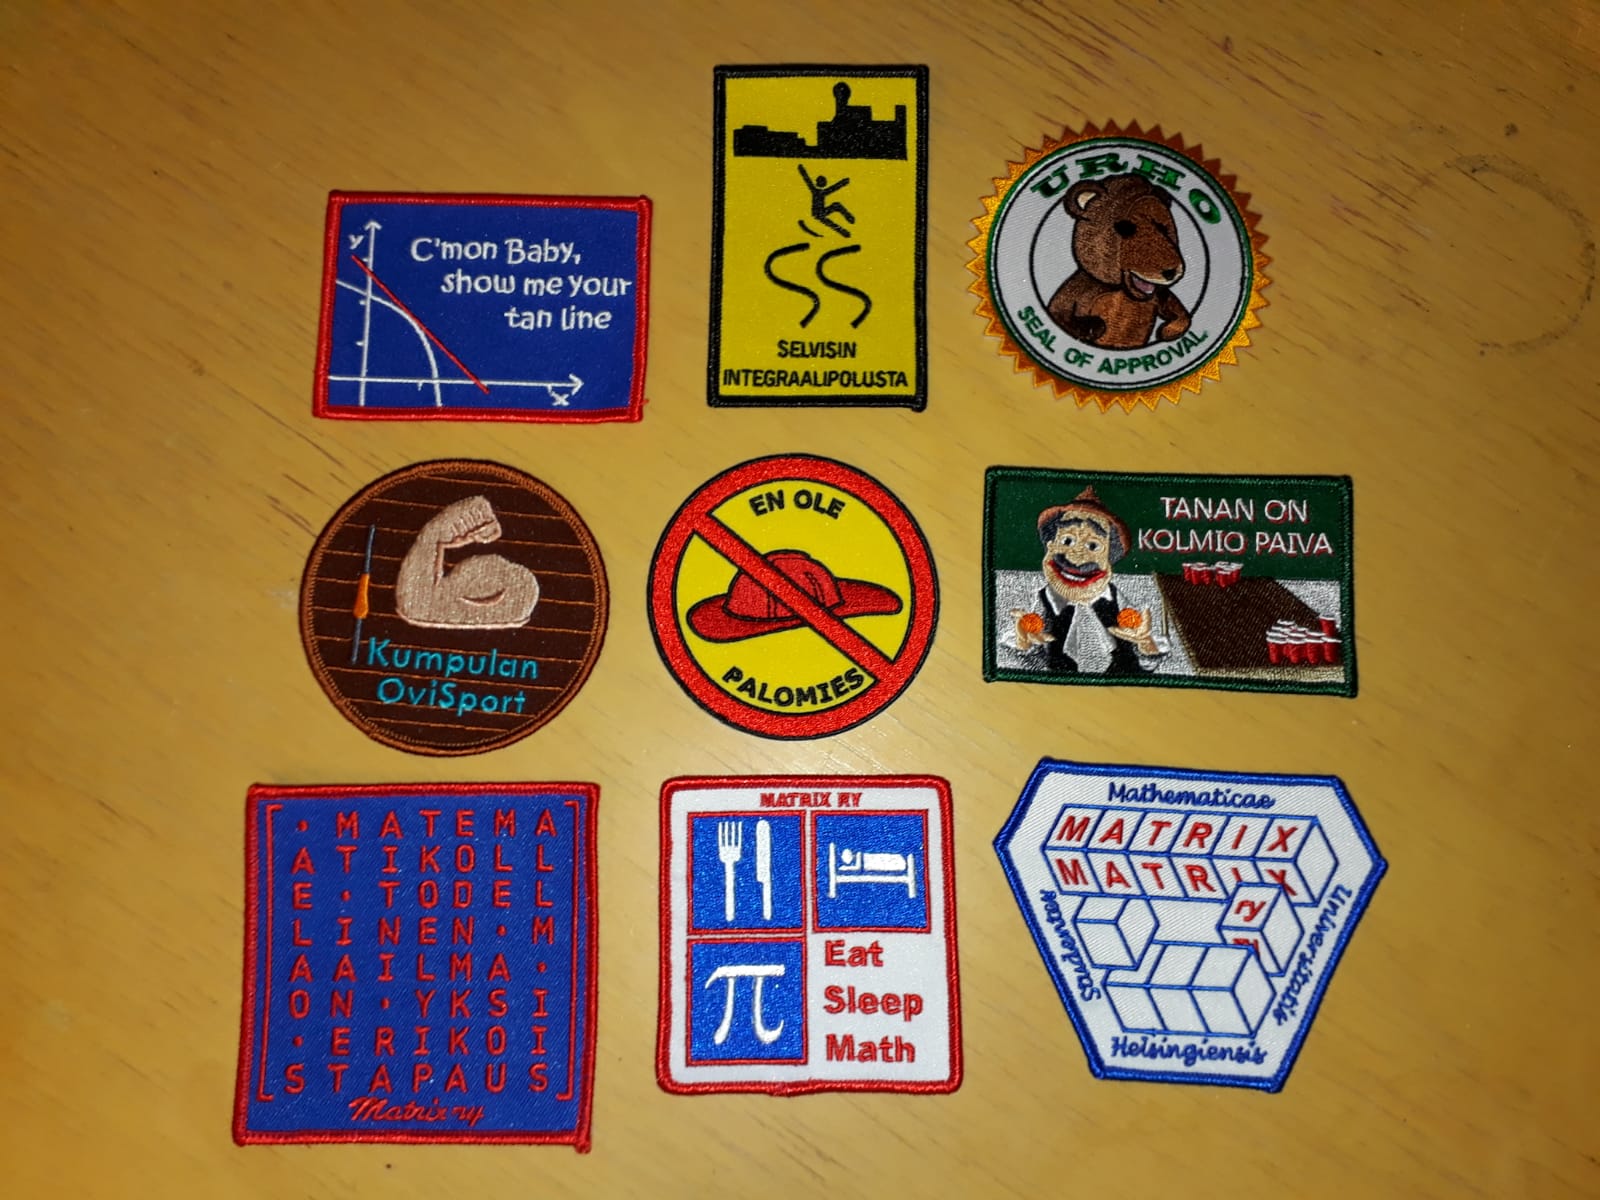 C'mon Baby,
show me your
tan line
y
x
SELVISIN
INTEGRAALIPOLUSTA
URHO
SEAL OF APPROVAL
Kumpulan
OviSport
EN OLE
PALOMIES
TANAN ON
KOLMIO PAIVA
· M A T E M A
A T I K O L L
E · T O D E L
L I N E N · M
A A I L M A ·
O N · Y K S I
· E R I K O I
S T A P A U S
Matrix ry
MATRIX RY
Eat
Sleep
Math
π
Mathematicae
MATRIX
MATRIX
ry
Studentae
Universitatis
Helsingiensis